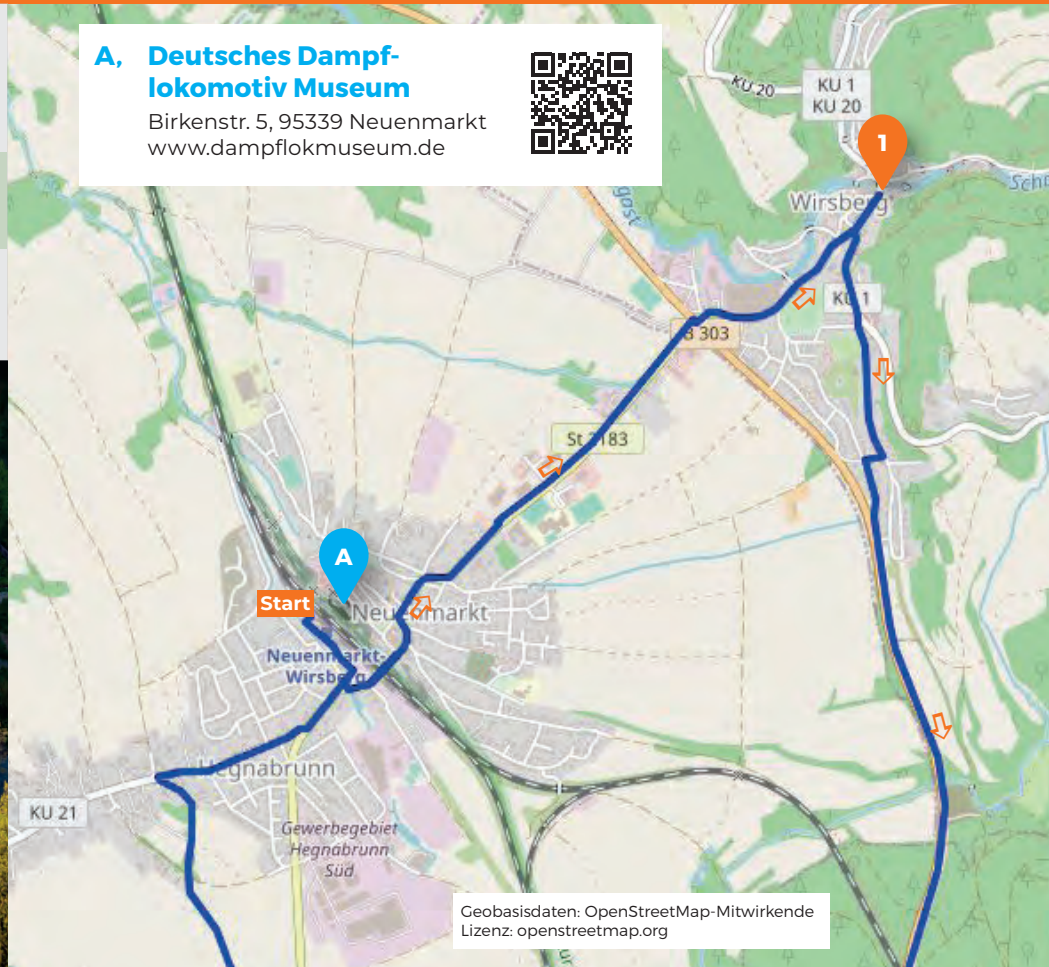 A, Deutsches Dampf-
lokomotiv Museum
Birkenstr. 5, 95339 Neuenmarkt
www.dampflokmuseum.de
KU 20
KU 1
KU 20
1
Wirsberg
KU 1
B 303
St 2183
A
Start
Neuenmarkt
Neuenmarkt-
Wirsberg
Hegnabrunn
KU 21
Gewerbegebiet
Hegnabrunn
Süd
Geobasisdaten: OpenStreetMap-Mitwirkende
Lizenz: openstreetmap.org